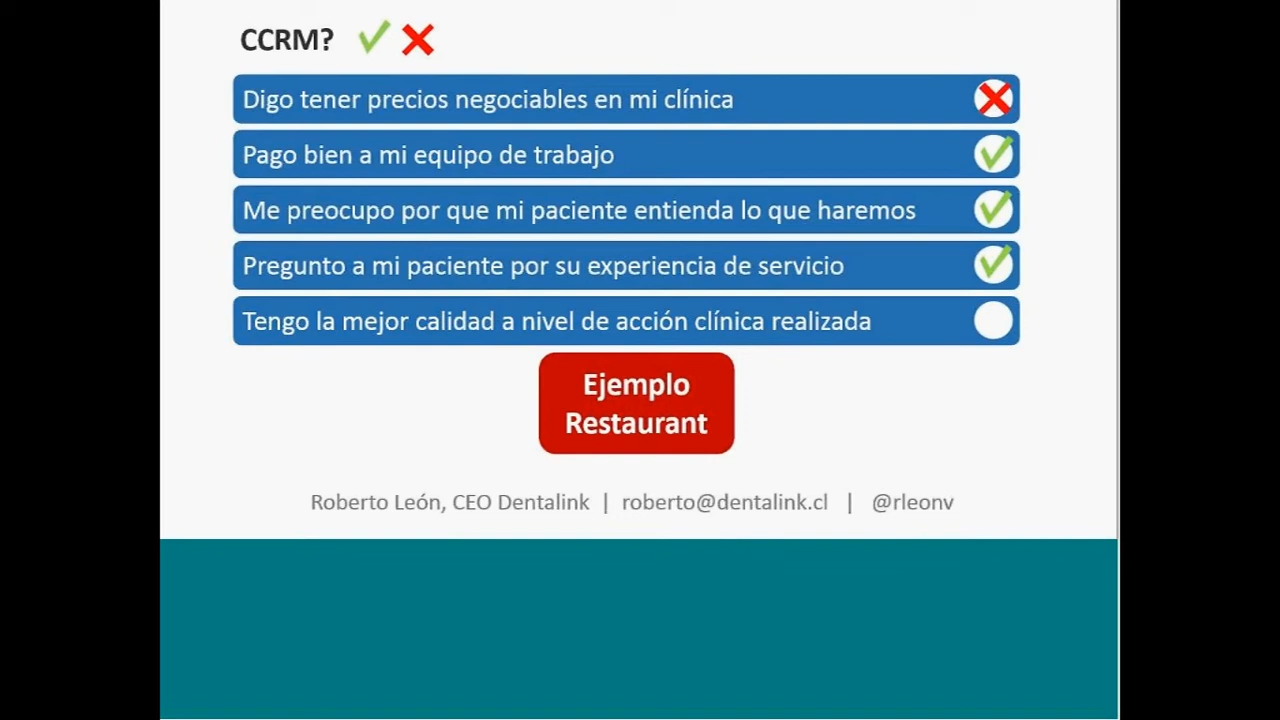 CCRM?
Digo tener precios negociables en mi clínica
Pago bien a mi equipo de trabajo
Me preocupo por que mi paciente entienda lo que haremos
Pregunto a mi paciente por su experiencia de servicio
Tengo la mejor calidad a nivel de acción clínica realizada
Ejemplo
Restaurant
Roberto León, CEO Dentalink | roberto@dentalink.cl | @rleonv